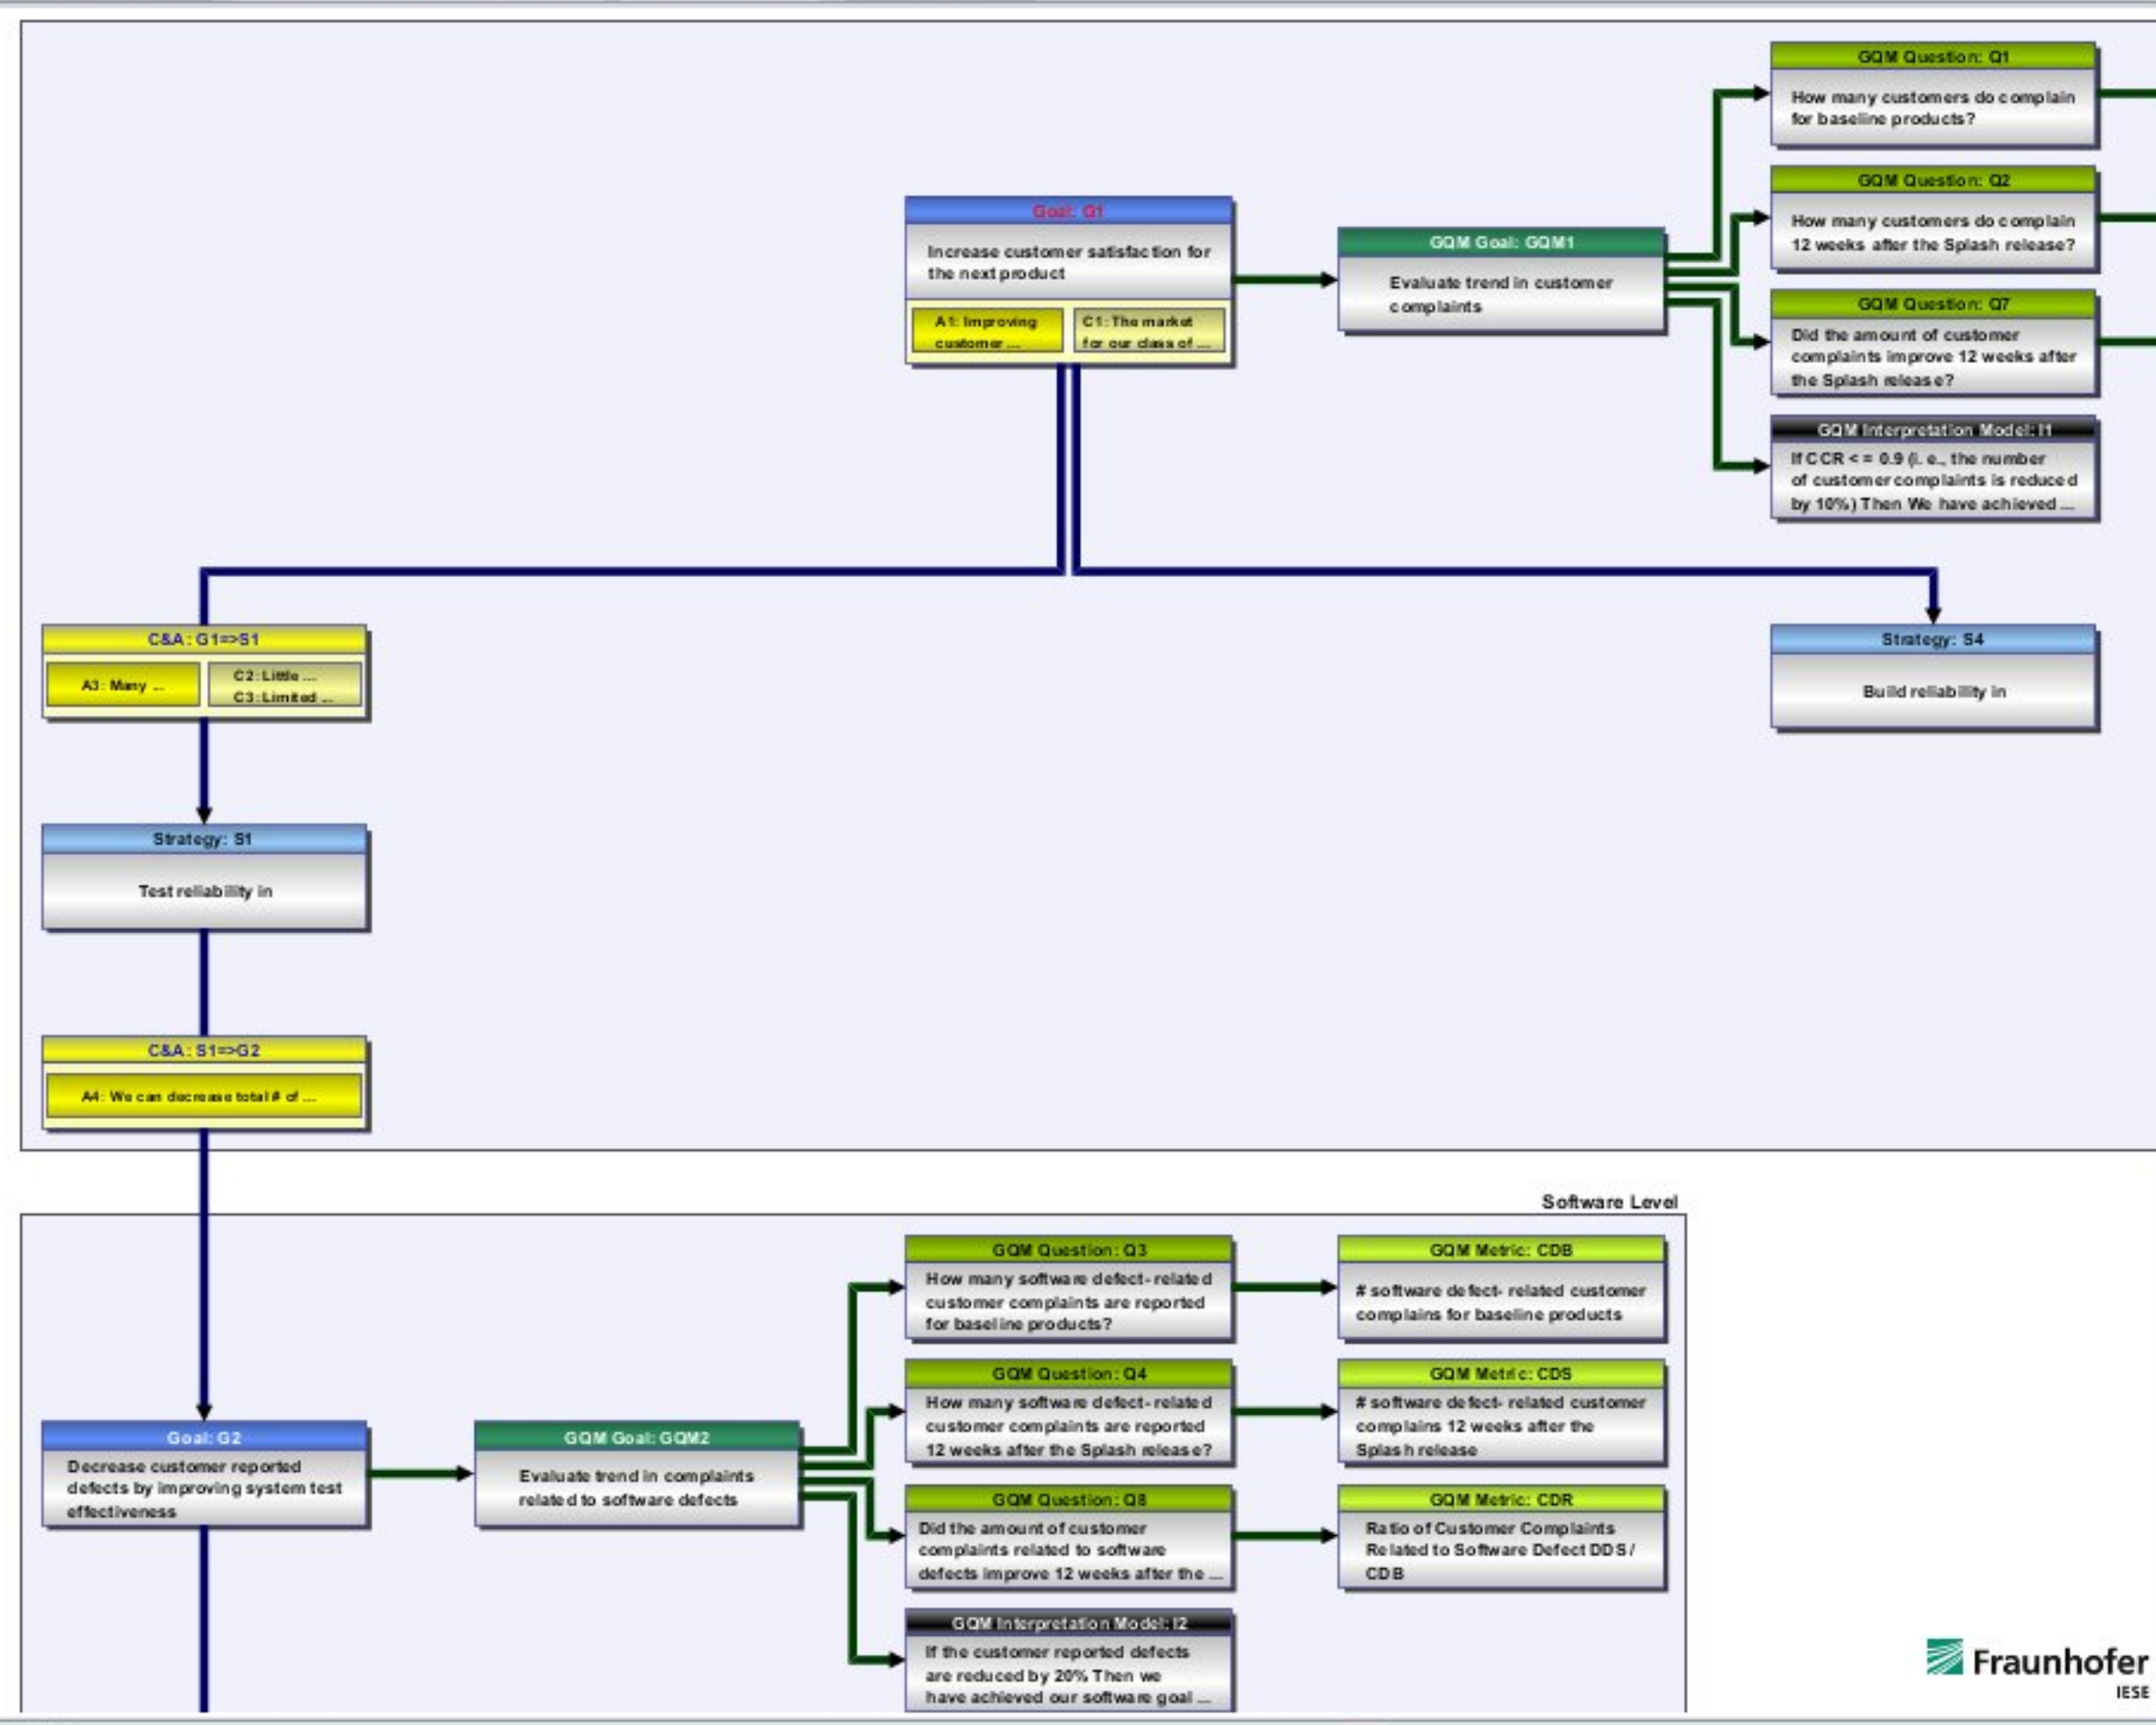 GQM Question: Q1
How many customers do complain
for baseline products?
GQM Question: Q2
How many customers do complain
12 weeks after the Splash release?
Goal: G1
Increase customer satisfaction for
the next product
A1: Improving
customer ...
C1: The market
for our class of ...
GQM Goal: GQM1
Evaluate trend in customer
complaints
GQM Question: Q7
Did the amount of customer
complaints improve 12 weeks after
the Splash release?
GQM Interpretation Model: I1
If CCR <= 0.9 (i. e., the number
of customer complaints is reduced
by 10%) Then We have achieved ...
C&A: G1=>S1
A3: Many ...
C2: Little ...
C3: Limited ...
Strategy: S4
Build reliability in
Strategy: S1
Test reliability in
C&A: S1=>G2
A4: We can decrease total # of ...
Software Level
GQM Question: Q3
How many software defect- related
customer complaints are reported
for baseline products?
GQM Metric: CDB
# software defect- related customer
complains for baseline products
GQM Question: Q4
How many software defect- related
customer complaints are reported
12 weeks after the Splash release?
GQM Metric: CDS
# software defect- related customer
complains 12 weeks after the
Splash release
Goal: G2
Decrease customer reported
defects by improving system test
effectiveness
GQM Goal: GQM2
Evaluate trend in complaints
related to software defects
GQM Question: Q8
Did the amount of customer
complaints related to software
defects improve 12 weeks after the ...
GQM Metric: CDR
Ratio of Customer Complaints
Related to Software Defect DDS /
CDB
GQM Interpretation Model: I2
If the customer reported defects
are reduced by 20% Then we
have achieved our software goal ...
Fraunhofer
IESE